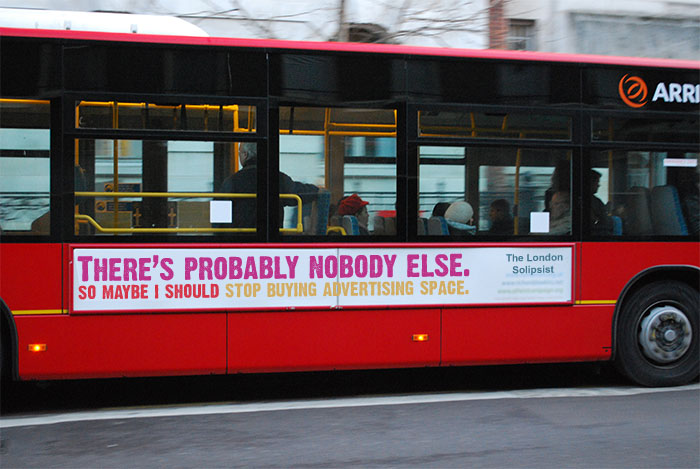 ARRI
THERE'S PROBABLY NOBODY ELSE.
SO MAYBE I SHOULD STOP BUYING ADVERTISING SPACE.
The London
Solipsist